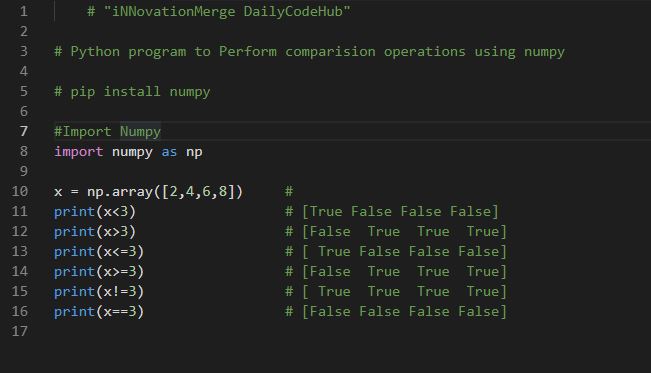 1 # "iNNovationMerge DailyCodeHub"
2
3 # Python program to Perform comparision operations using numpy
4
5 # pip install numpy
6
7 #Import Numpy
8 import numpy as np
9
10 x = np.array([2,4,6,8]) #
11 print(x<3) # [True False False False]
12 print(x>3) # [False  True  True  True]
13 print(x<=3) # [ True False False False]
14 print(x>=3) # [False  True  True  True]
15 print(x!=3) # [ True  True  True  True]
16 print(x==3) # [False False False False]
17